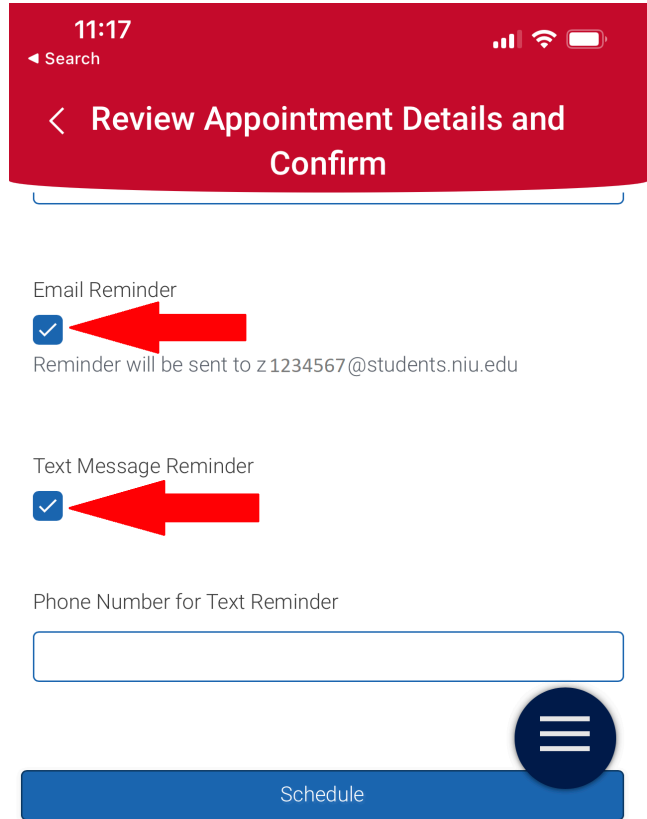 11:17
◀ Search
Review Appointment Details and
Confirm
Email Reminder
Reminder will be sent to z1234567@students.niu.edu
Text Message Reminder
Phone Number for Text Reminder
Schedule